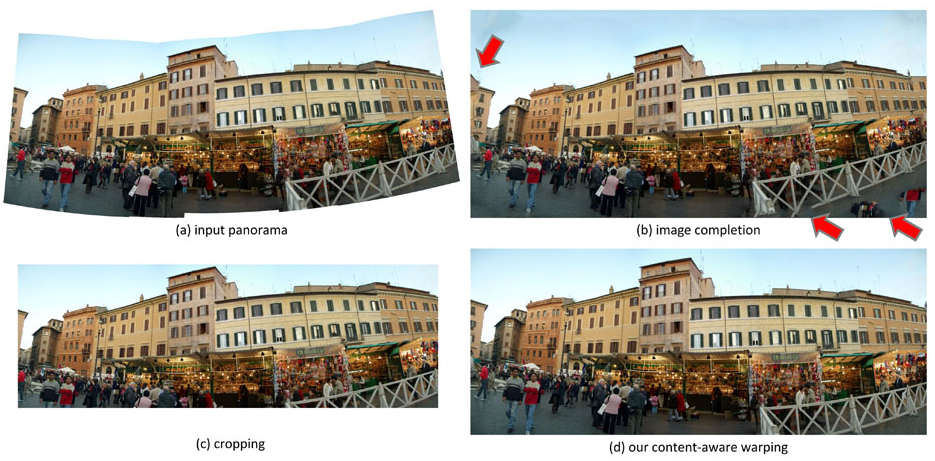 (a) input panorama
(b) image completion
(c) cropping
(d) our content-aware warping